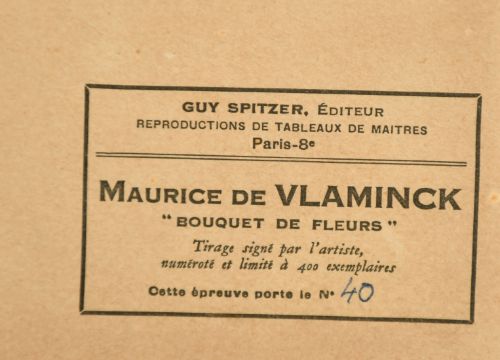 GUY SPITZER, ÉDITEUR
REPRODUCTIONS DE TABLEAUX DE MAITRES
Paris-8e
MAURICE DE VLAMINCK
"BOUQUET DE FLEURS"
Tirage signé par l'artiste,
numéroté et limité à 400 exemplaires
Cette épreuve porte le No 40